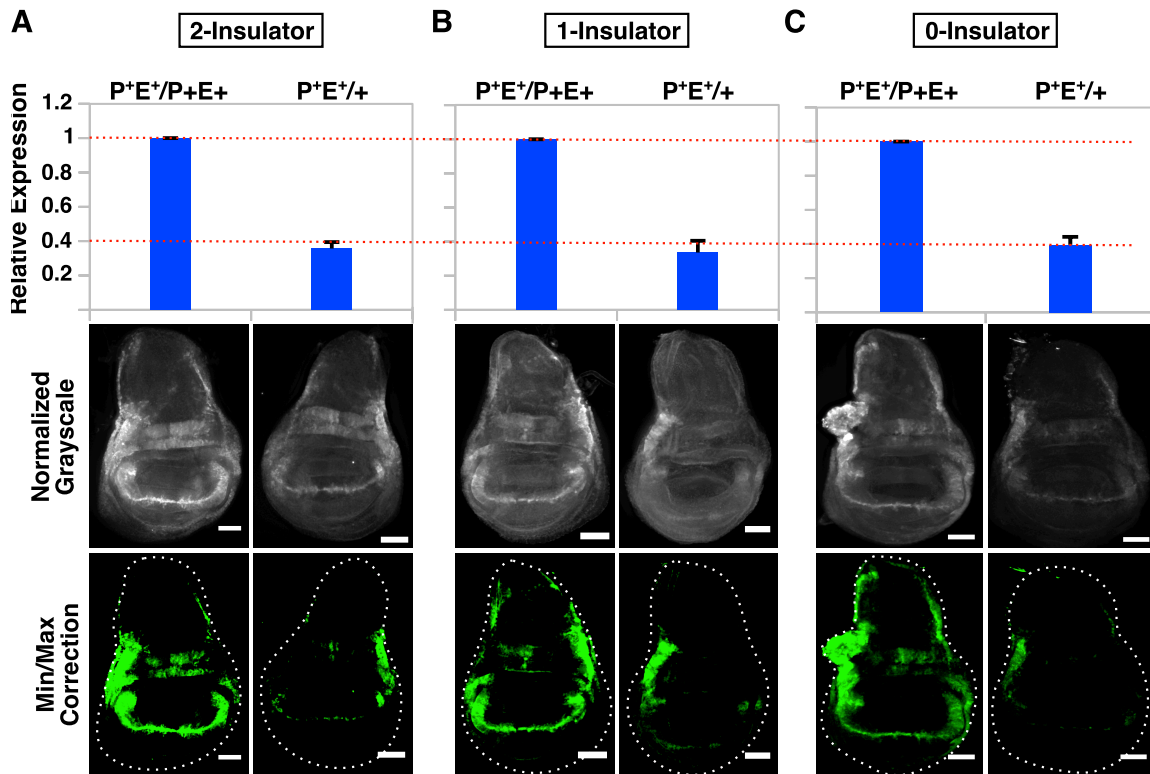 A 2-Insulator B 1-Insulator C 0-Insulator
P⁺E⁺/P+E+ P⁺E⁺/+ P⁺E⁺/P+E+ P⁺E⁺/+ P⁺E⁺/P+E+ P⁺E⁺/+
Relative Expression
1.2
1
0.8
0.6
0.4
0.2
Normalized
Grayscale
Min/Max
Correction